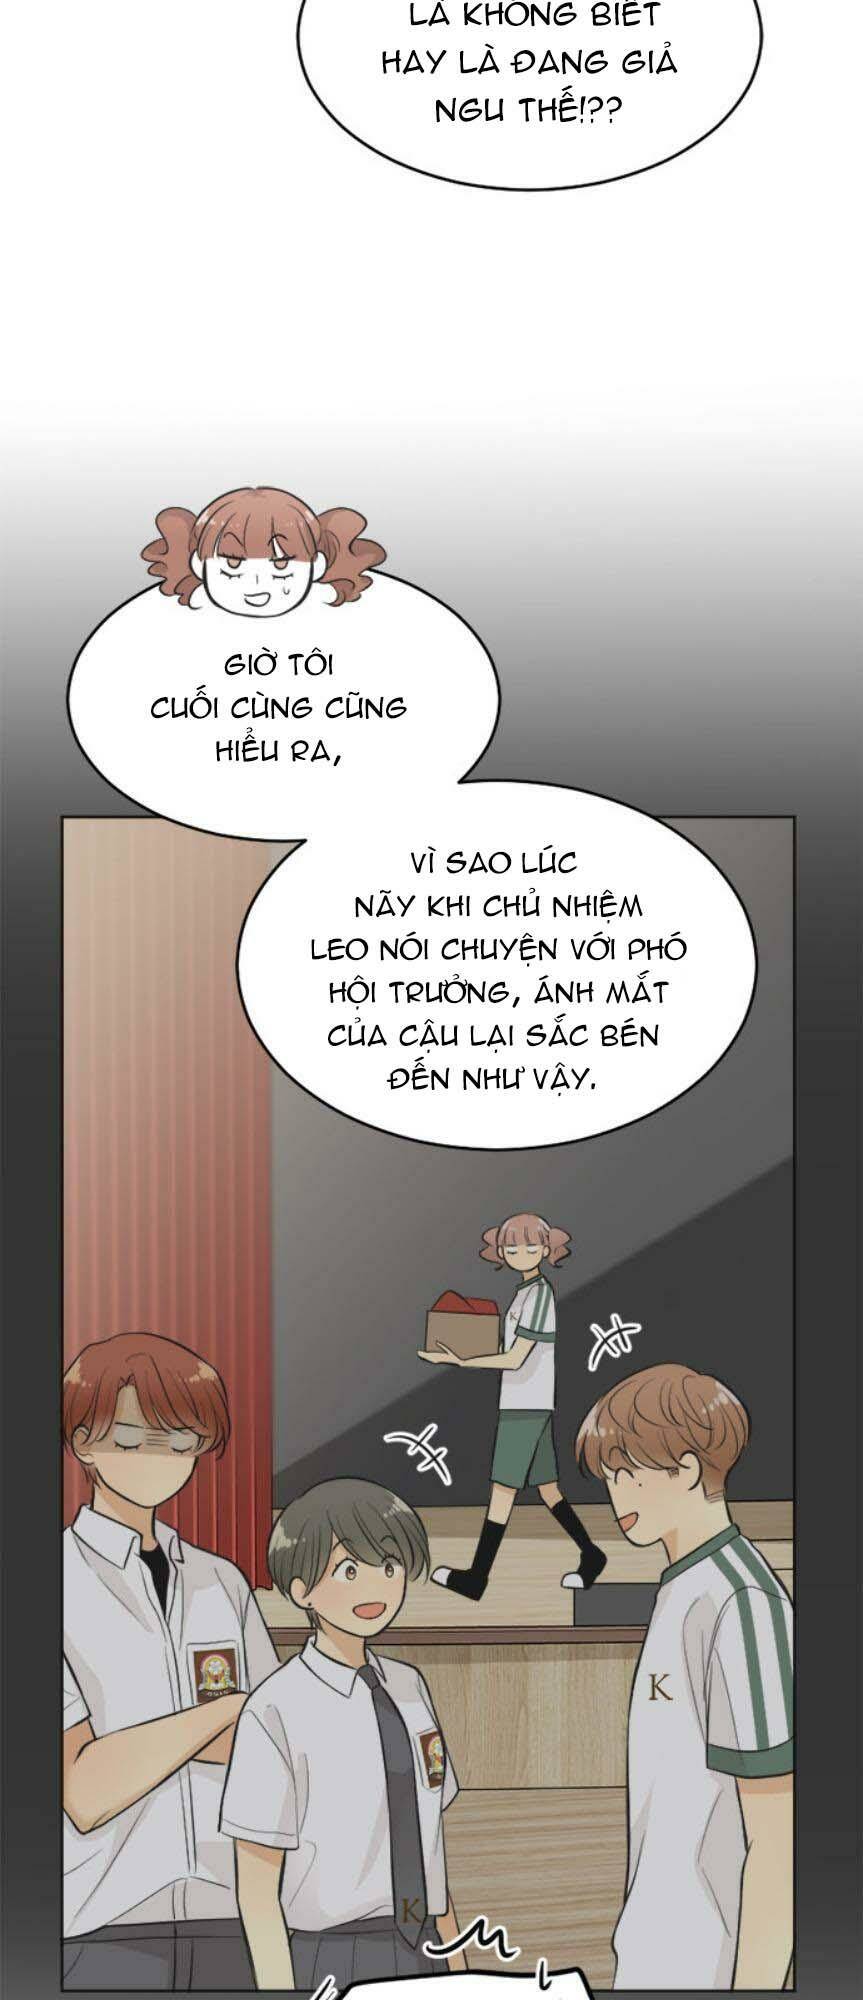 LÀ KHÔNG BIẾT
HAY LÀ ĐANG GIẢ
NGU THẾ!??
GIỜ TÔI
CUỐI CÙNG CŨNG
HIỂU RA,
VÌ SAO LÚC
NÃY KHI CHỦ NHIỆM
LEO NÓI CHUYỆN VỚI PHÓ
HỘI TRƯỞNG, ÁNH MẮT
CỦA CẬU LẠI SẮC BÉN
ĐẾN NHƯ VẬY.
K
K
K